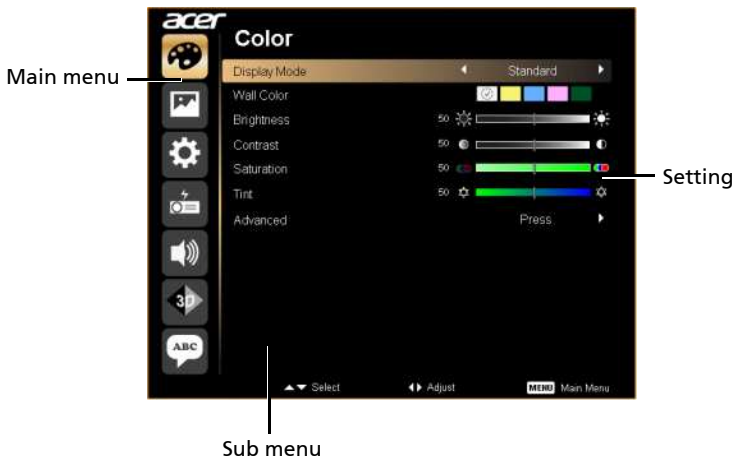 acer
Color
Main menu
Display Mode Standard
Wall Color
Brightness 50
Contrast 50
Saturation 50
Setting
Tint 50
Advanced Press
3D
ABC
Select Adjust MENU Main Menu
Sub menu